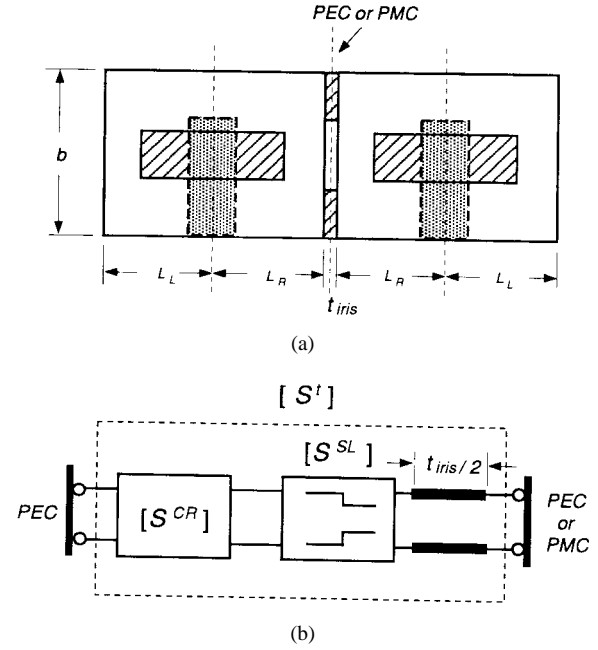 PEC or PMC
b
L_L L_R L_R L_L
t_iris
(a)
[S^t]
[S^SL]
t_iris/2
PEC
[S^CR]
PEC
or
PMC
(b)